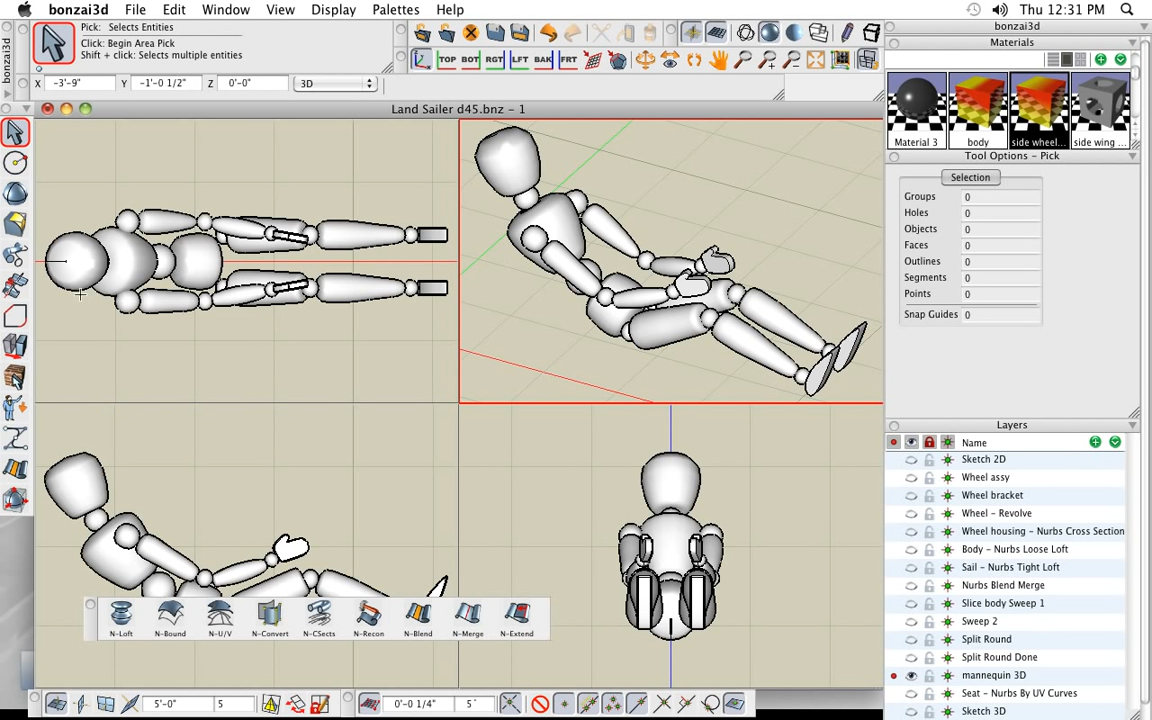 bonzai3d File Edit Window View Display Palettes Help Thu 12:31 PM
bonzai3d
Pick: Selects Entities
Click: Begin Area Pick
Shift + click: Selects multiple entities
TOP BOT RGT LFT BAK FRT
X -3'-9" Y -1'-0 1/2" Z 0'-0" 3D
Land Sailer d45.bnz - 1
N-Loft N-Bound N-U/V N-Convert N-CSects N-Recon N-Blend N-Merge N-Extend
5'-0" 5 0'-0 1/4" 5°
bonzai3d
Materials
Material 3 body side wheel... side wing ...
Tool Options - Pick
Selection
Groups 0
Holes 0
Objects 0
Faces 0
Outlines 0
Segments 0
Points 0
Snap Guides 0
Layers
Name
Sketch 2D
Wheel assy
Wheel bracket
Wheel - Revolve
Wheel housing - Nurbs Cross Section
Body - Nurbs Loose Loft
Sail - Nurbs Tight Loft
Nurbs Blend Merge
Slice body Sweep 1
Sweep 2
Split Round
Split Round Done
mannequin 3D
Seat - Nurbs By UV Curves
Sketch 3D